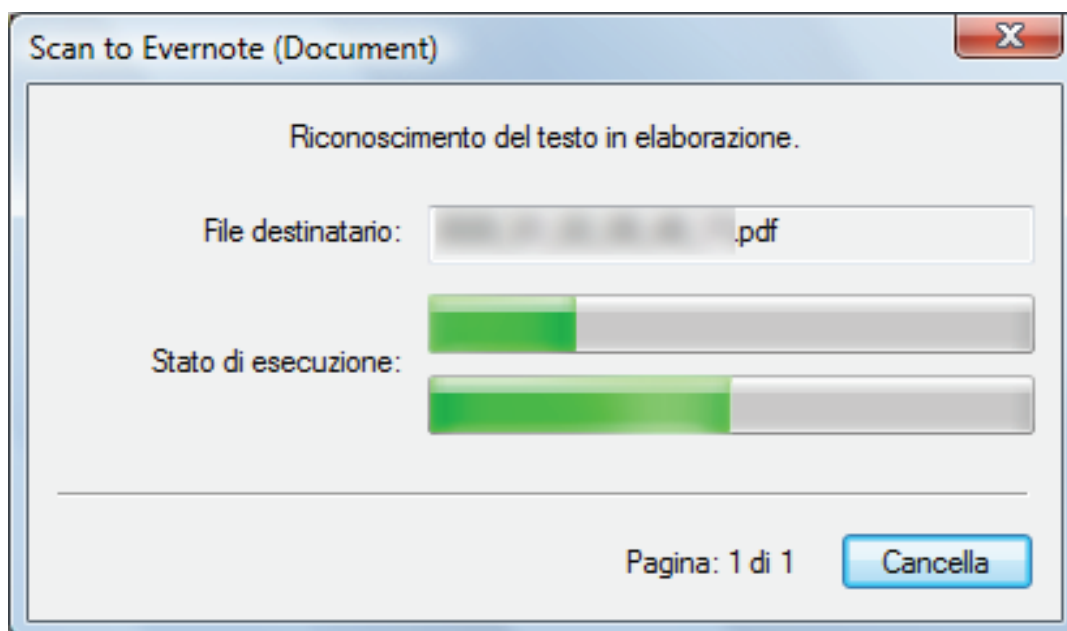 Scan to Evernote (Document)
Riconoscimento del testo in elaborazione.
File destinatario: .pdf
Stato di esecuzione:
Pagina: 1 di 1 Cancella